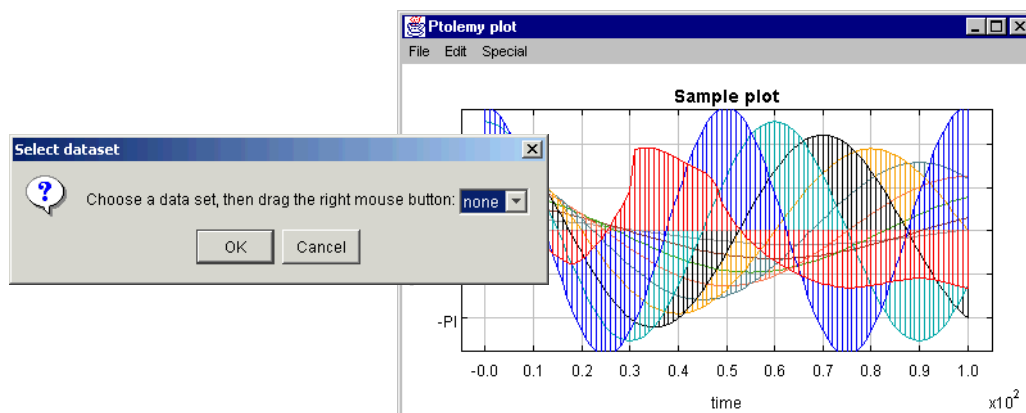 Ptolemy plot
File Edit Special
Sample plot
Select dataset
?
Choose a data set, then drag the right mouse button: none
OK Cancel
-PI
-0.0 0.1 0.2 0.3 0.4 0.5 0.6 0.7 0.8 0.9 1.0
time x10²